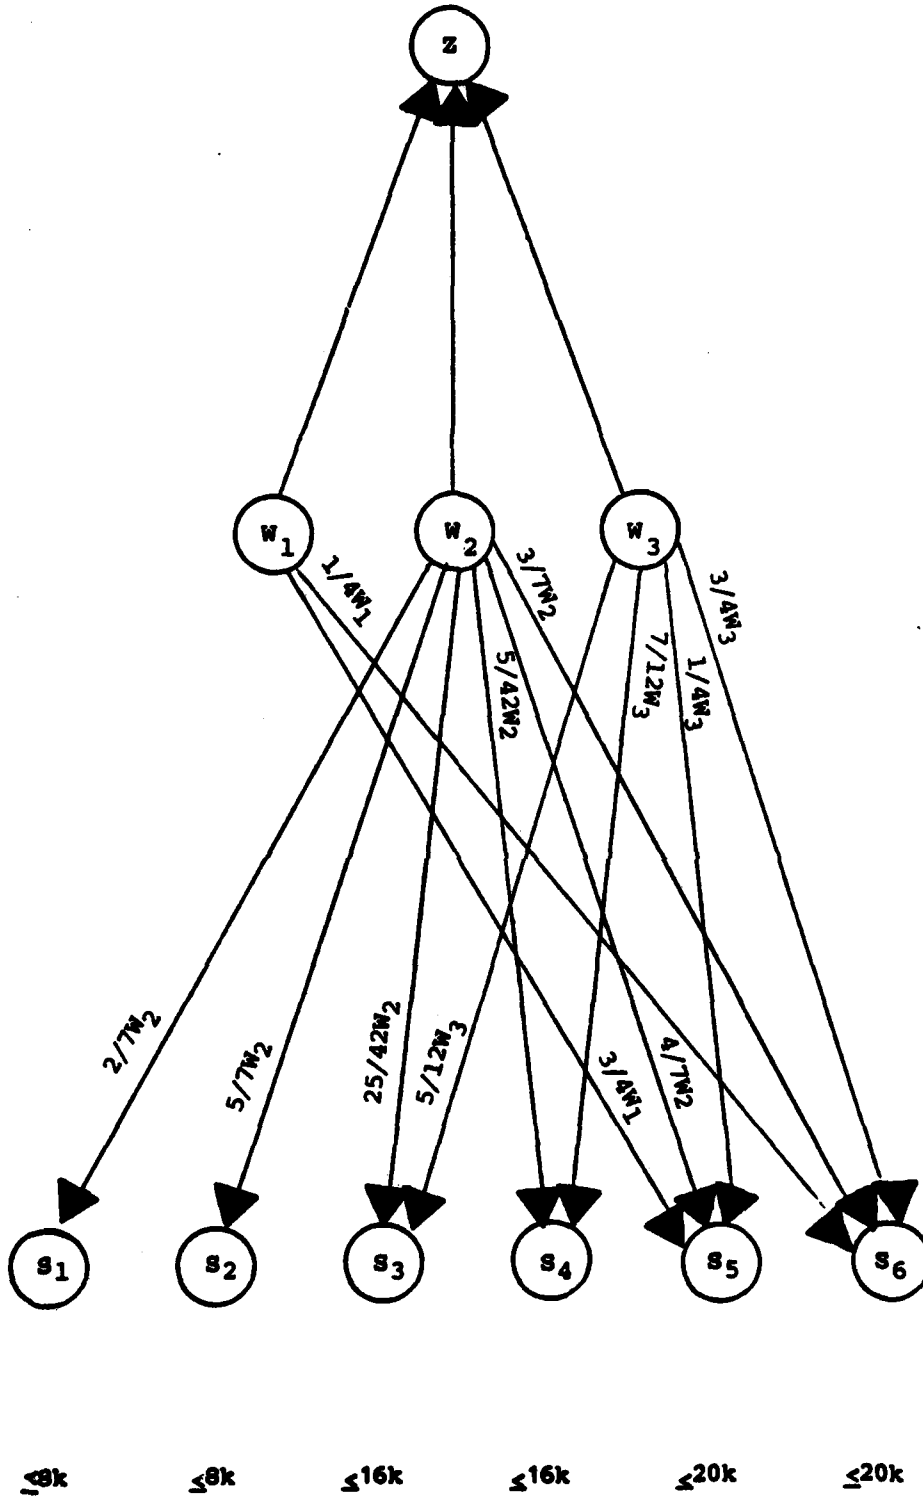 Z
W1
W2
W3
1/4W1
3/7W2
3/4W3
5/42W2
7/12W3
1/4W3
2/7W2
5/7W2
25/42W2
5/12W3
3/4W1
4/7W2
S1
S2
S3
S4
S5
S6
≤8k
≤8k
≤16k
≤16k
≤20k
≤20k